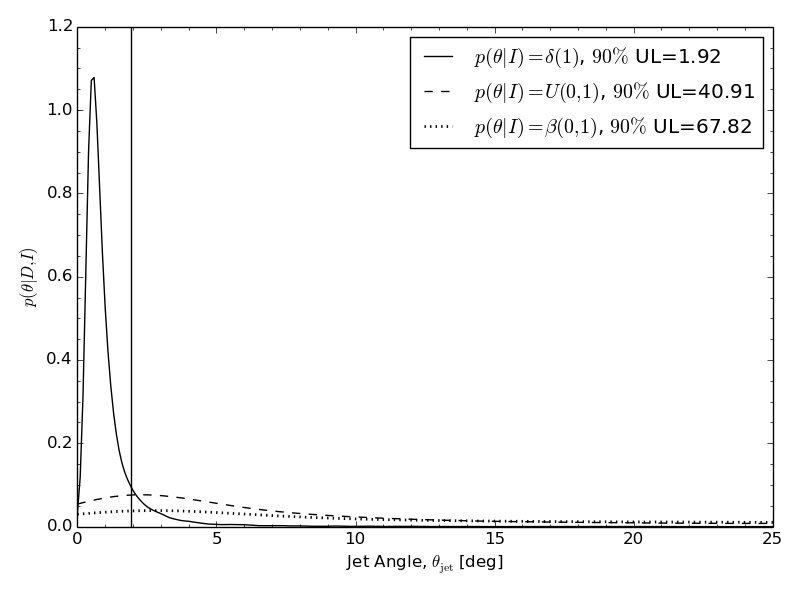 1.2
1.0
0.8
0.6
0.4
0.2
0.0
p(θ|D,I)
p(θ|I)=δ(1), 90% UL=1.92
p(θ|I)=U(0,1), 90% UL=40.91
p(θ|I)=β(0,1), 90% UL=67.82
0 5 10 15 20 25
Jet Angle, θ_jet [deg]